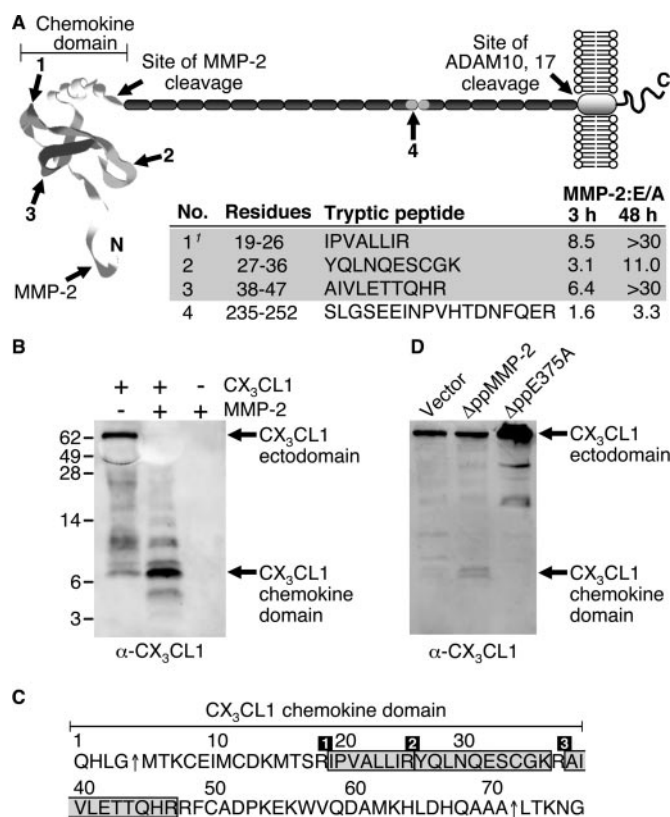 A
Chemokine
domain
Site of MMP-2
cleavage
Site of
ADAM10, 17
cleavage
C
1
2
3
4
N
MMP-2
MMP-2:E/A
No. Residues Tryptic peptide 3 h 48 h
1¹ 19-26 IPVALLIR 8.5 >30
2 27-36 YQLNQESCGK 3.1 11.0
3 38-47 AIVLETTQHR 6.4 >30
4 235-252 SLGSEEINPVHTDNFQER 1.6 3.3
B
+ + - CX₃CL1
- + + MMP-2
62
49
28
14
6
3
CX₃CL1
ectodomain
CX₃CL1
chemokine
domain
α-CX₃CL1
D
Vector
ΔppMMP-2
ΔppE375A
CX₃CL1
ectodomain
CX₃CL1
chemokine
domain
α-CX₃CL1
C
CX₃CL1 chemokine domain
1 10 1 20 2 30 3
QHLG↑MTKCEIMCDKMTSRIPVALLIRYQLNQESCGKRAI
40 50 60 70
VLETTQHRRFCADPKEKWVQDAMKHLDHQAAA↑LTKNG